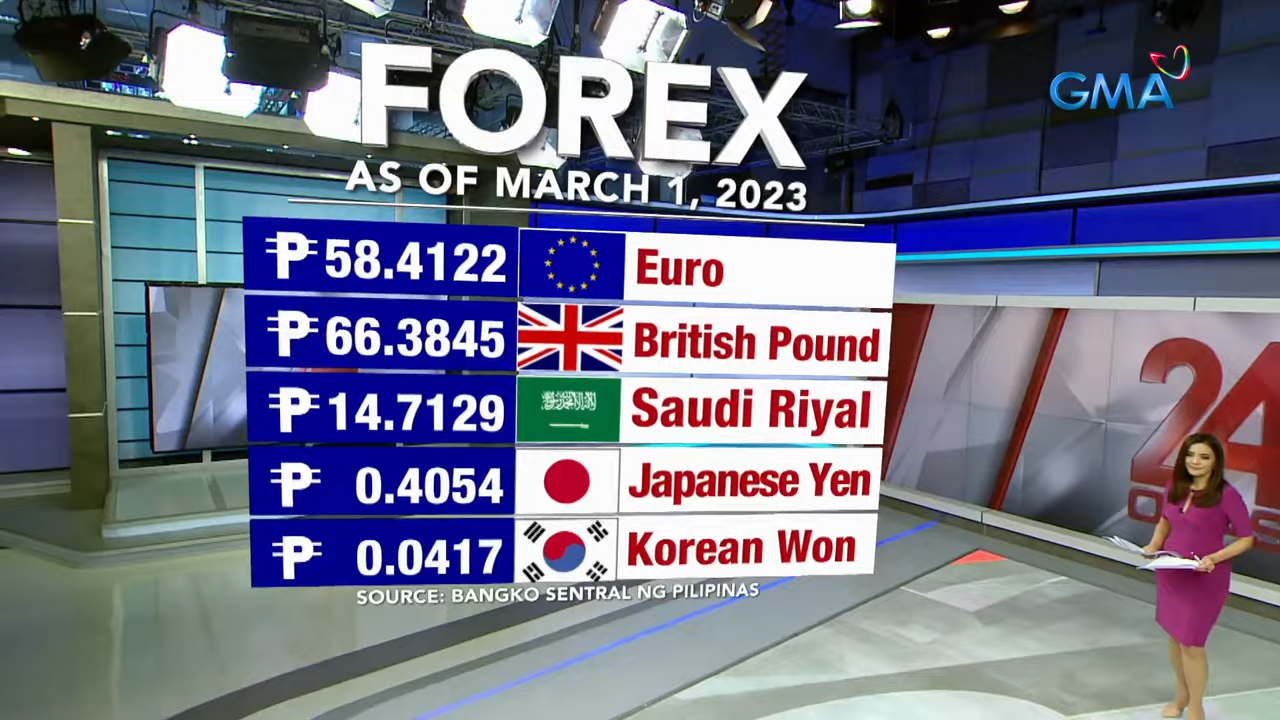 GMA
FOREX
AS OF MARCH 1, 2023
₱ 58.4122 Euro
₱ 66.3845 British Pound
₱ 14.7129 Saudi Riyal
₱ 0.4054 Japanese Yen
₱ 0.0417 Korean Won
SOURCE: BANGKO SENTRAL NG PILIPINAS
24